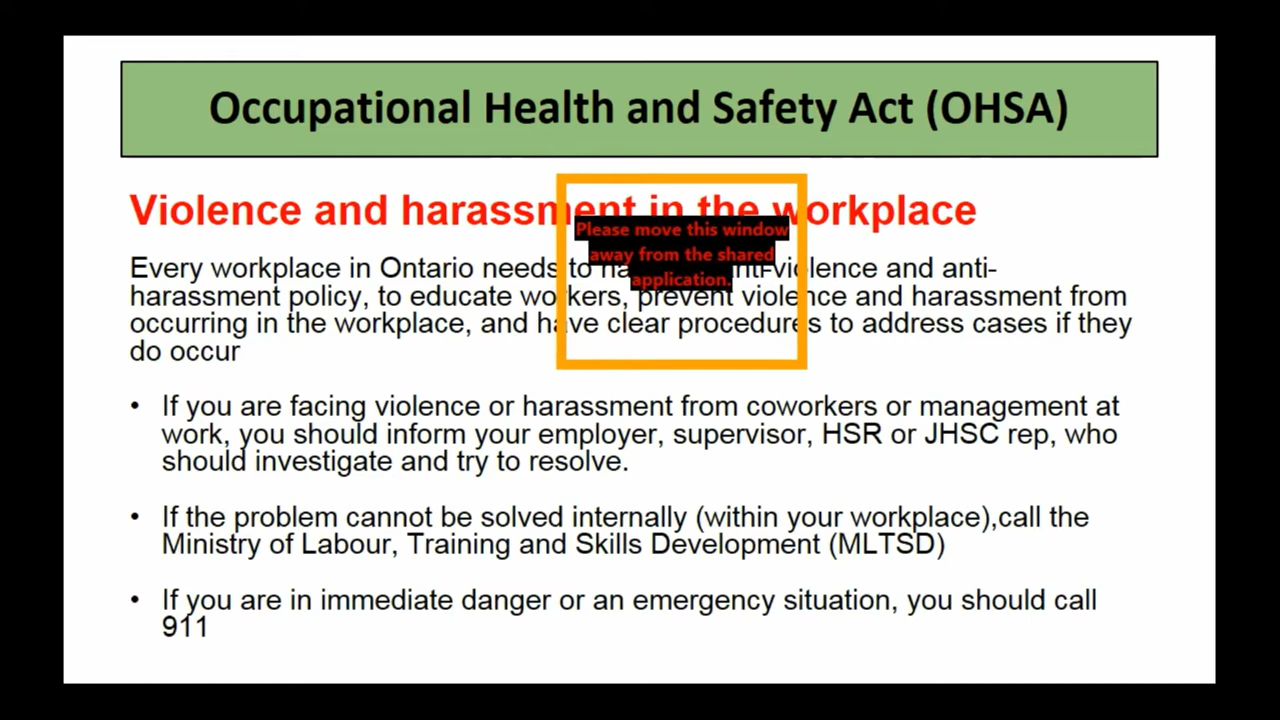 Occupational Health and Safety Act (OHSA)
Violence and harassment in the workplace
Please move this window
away from the shared
application.
Every workplace in Ontario needs to anti-violence and anti-
harassment policy, to educate workers, prevent violence and harassment from
occurring in the workplace, and have clear procedures to address cases if they
do occur
• If you are facing violence or harassment from coworkers or management at
work, you should inform your employer, supervisor, HSR or JHSC rep, who
should investigate and try to resolve.
• If the problem cannot be solved internally (within your workplace),call the
Ministry of Labour, Training and Skills Development (MLTSD)
• If you are in immediate danger or an emergency situation, you should call
911